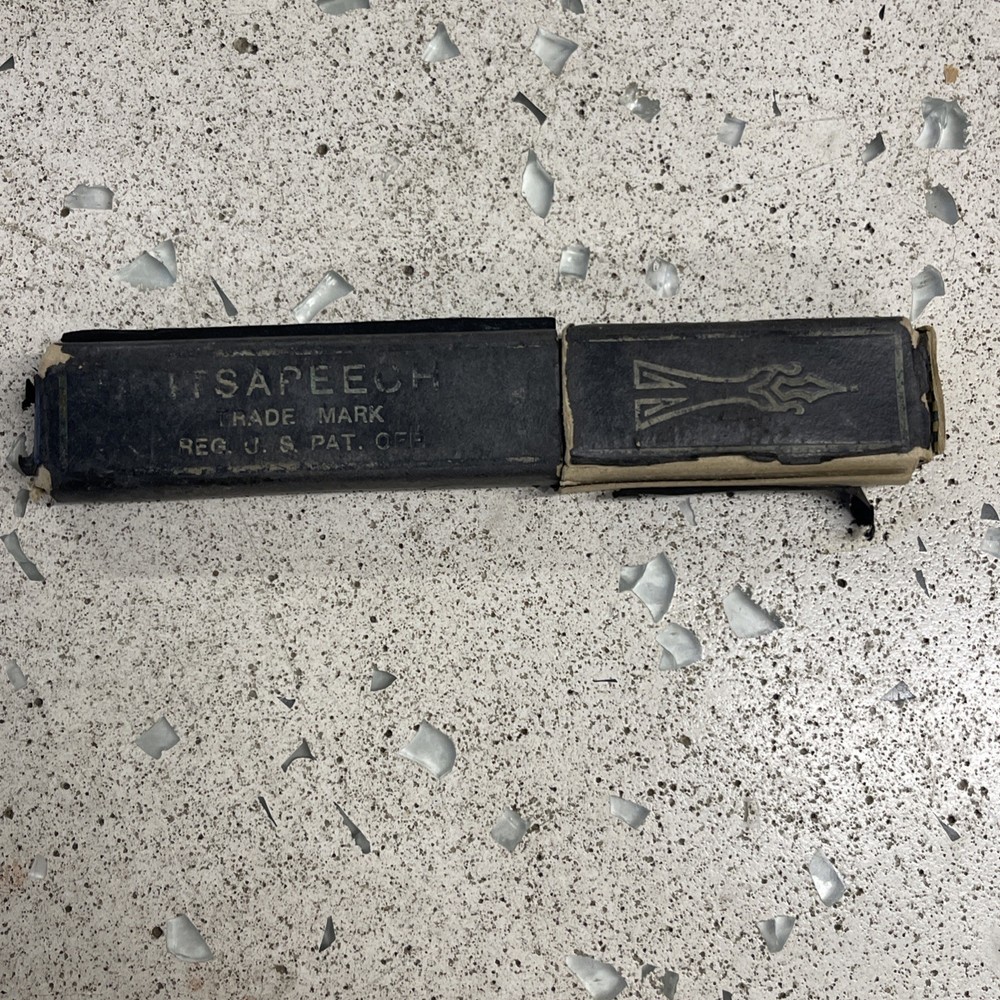 ITSAPEECH
TRADE MARK
REG. U. S. PAT. OFF.